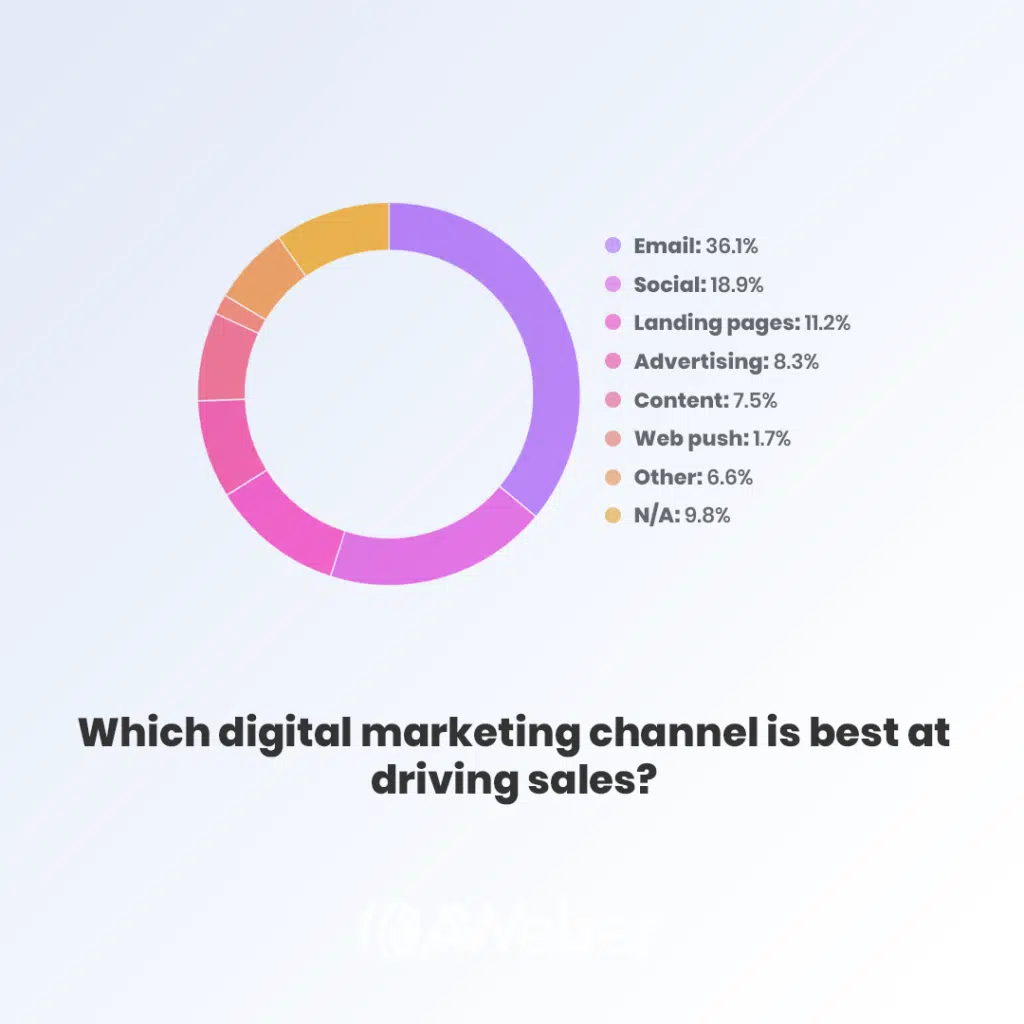 Email: 36.1%
Social: 18.9%
Landing pages: 11.2%
Advertising: 8.3%
Content: 7.5%
Web push: 1.7%
Other: 6.6%
N/A: 9.8%
Which digital marketing channel is best at
driving sales?
AWeber